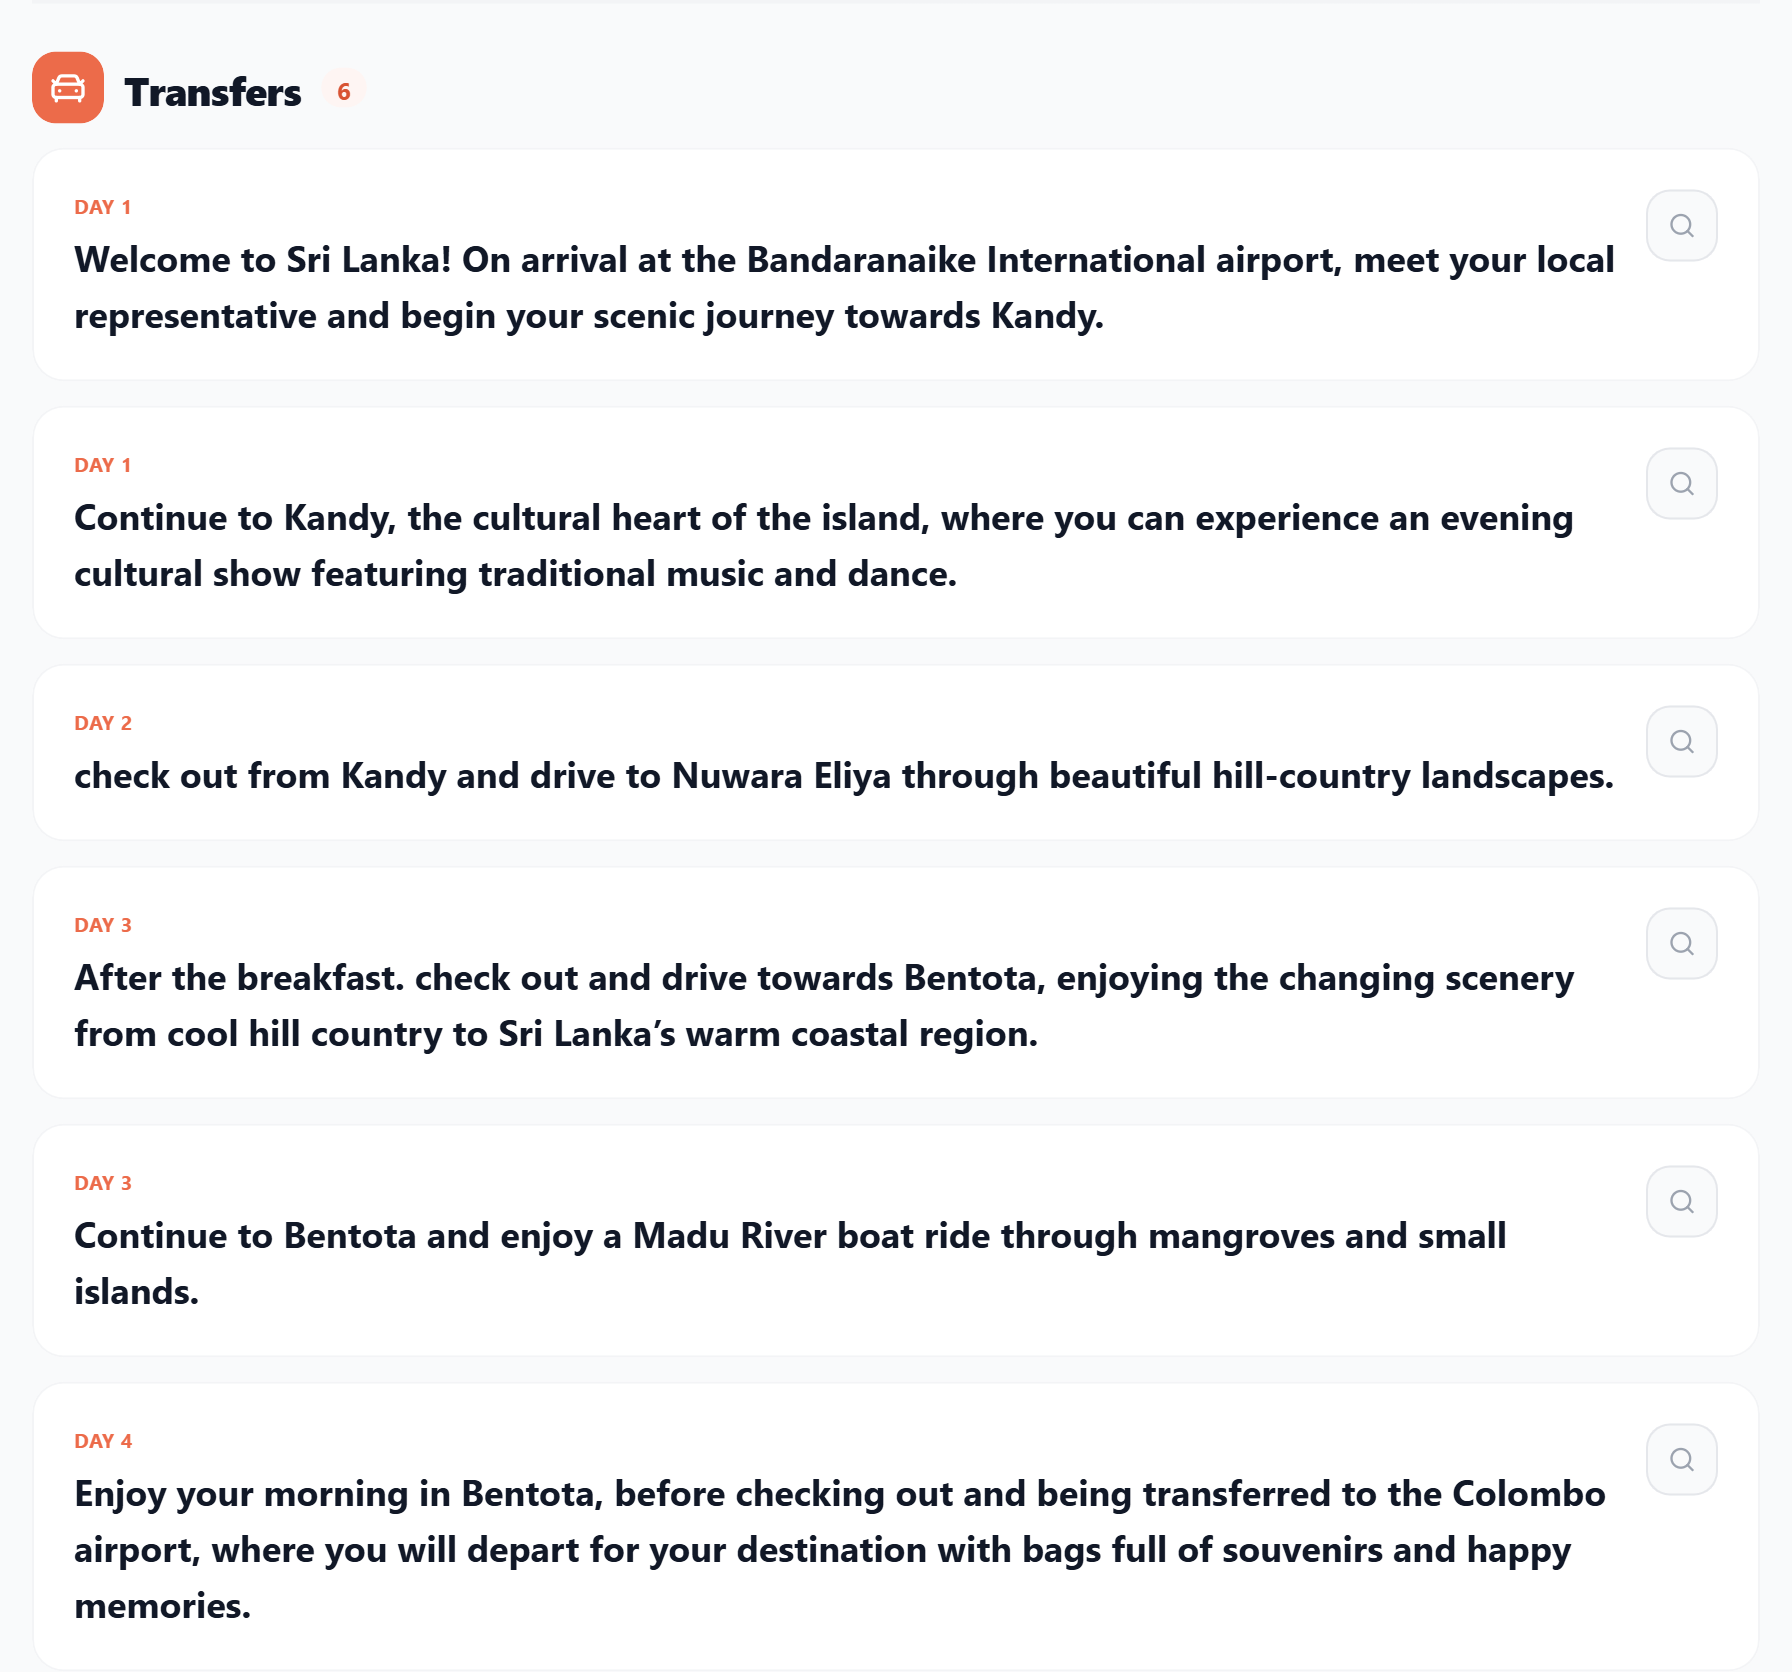 Transfers 6
DAY 1
Welcome to Sri Lanka! On arrival at the Bandaranaike International airport, meet your local
representative and begin your scenic journey towards Kandy.
DAY 1
Continue to Kandy, the cultural heart of the island, where you can experience an evening
cultural show featuring traditional music and dance.
DAY 2
check out from Kandy and drive to Nuwara Eliya through beautiful hill-country landscapes.
DAY 3
After the breakfast. check out and drive towards Bentota, enjoying the changing scenery
from cool hill country to Sri Lanka’s warm coastal region.
DAY 3
Continue to Bentota and enjoy a Madu River boat ride through mangroves and small
islands.
DAY 4
Enjoy your morning in Bentota, before checking out and being transferred to the Colombo
airport, where you will depart for your destination with bags full of souvenirs and happy
memories.